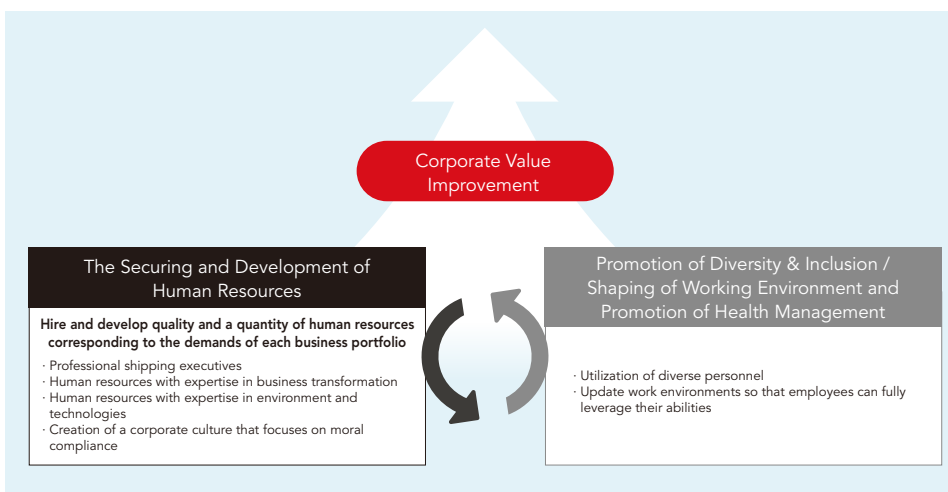 Corporate Value
Improvement
The Securing and Development of
Human Resources
Hire and develop quality and a quantity of human resources
corresponding to the demands of each business portfolio
· Professional shipping executives
· Human resources with expertise in business transformation
· Human resources with expertise in environment and
technologies
· Creation of a corporate culture that focuses on moral
compliance
Promotion of Diversity & Inclusion /
Shaping of Working Environment and
Promotion of Health Management
· Utilization of diverse personnel
· Update work environments so that employees can fully
leverage their abilities